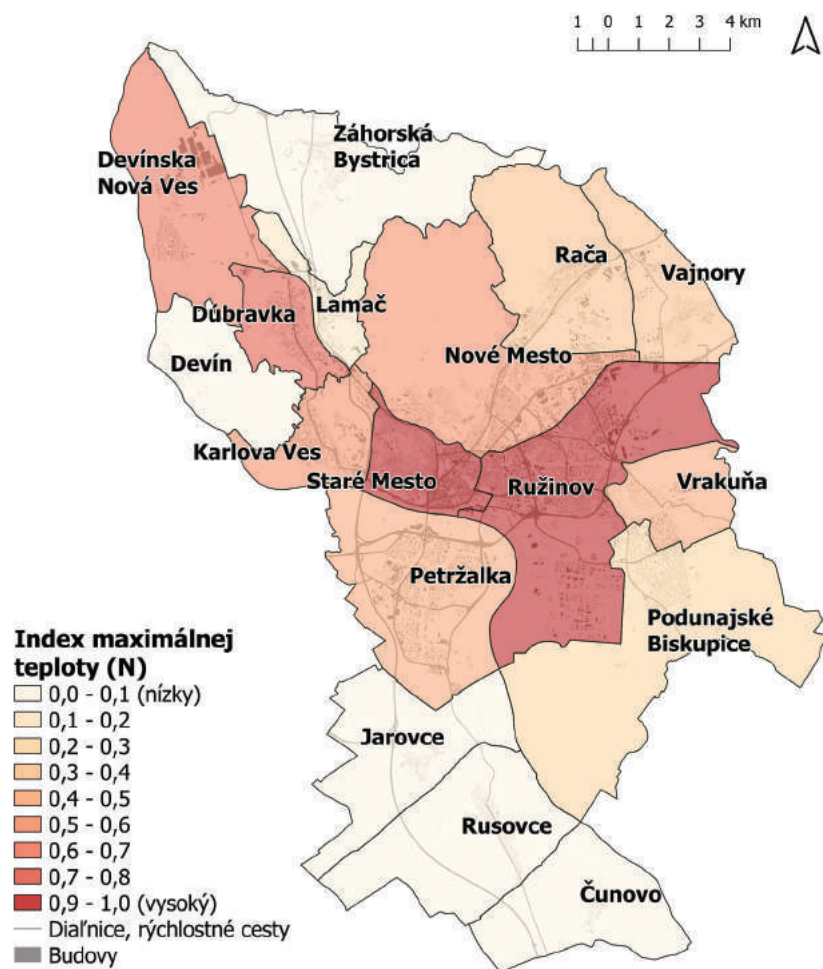 1 0 1 2 3 4 km
Záhorská
Bystrica
Devínska
Nová Ves
Rača
Vajnory
Lamač
Dúbravka
Nové Mesto
Devín
Karlova Ves
Staré Mesto
Ružinov
Vrakuňa
Petržalka
Podunajské
Biskupice
Index maximálnej
teploty (N)
0,0 - 0,1 (nízky)
0,1 - 0,2
0,2 - 0,3
0,3 - 0,4
0,4 - 0,5
0,5 - 0,6
0,6 - 0,7
0,7 - 0,8
0,9 - 1,0 (vysoký)
Diaľnice, rýchlostné cesty
Budovy
Jarovce
Rusovce
Čunovo